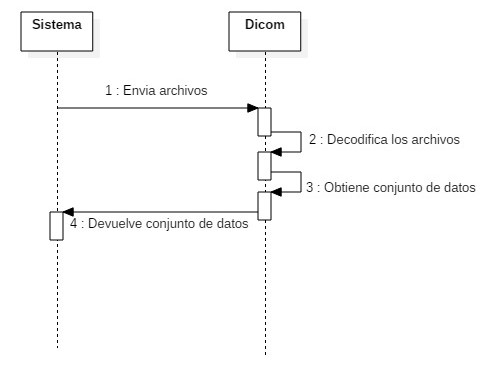 Sistema
Dicom
1 : Envia archivos
2 : Decodifica los archivos
3 : Obtiene conjunto de datos
4 : Devuelve conjunto de datos